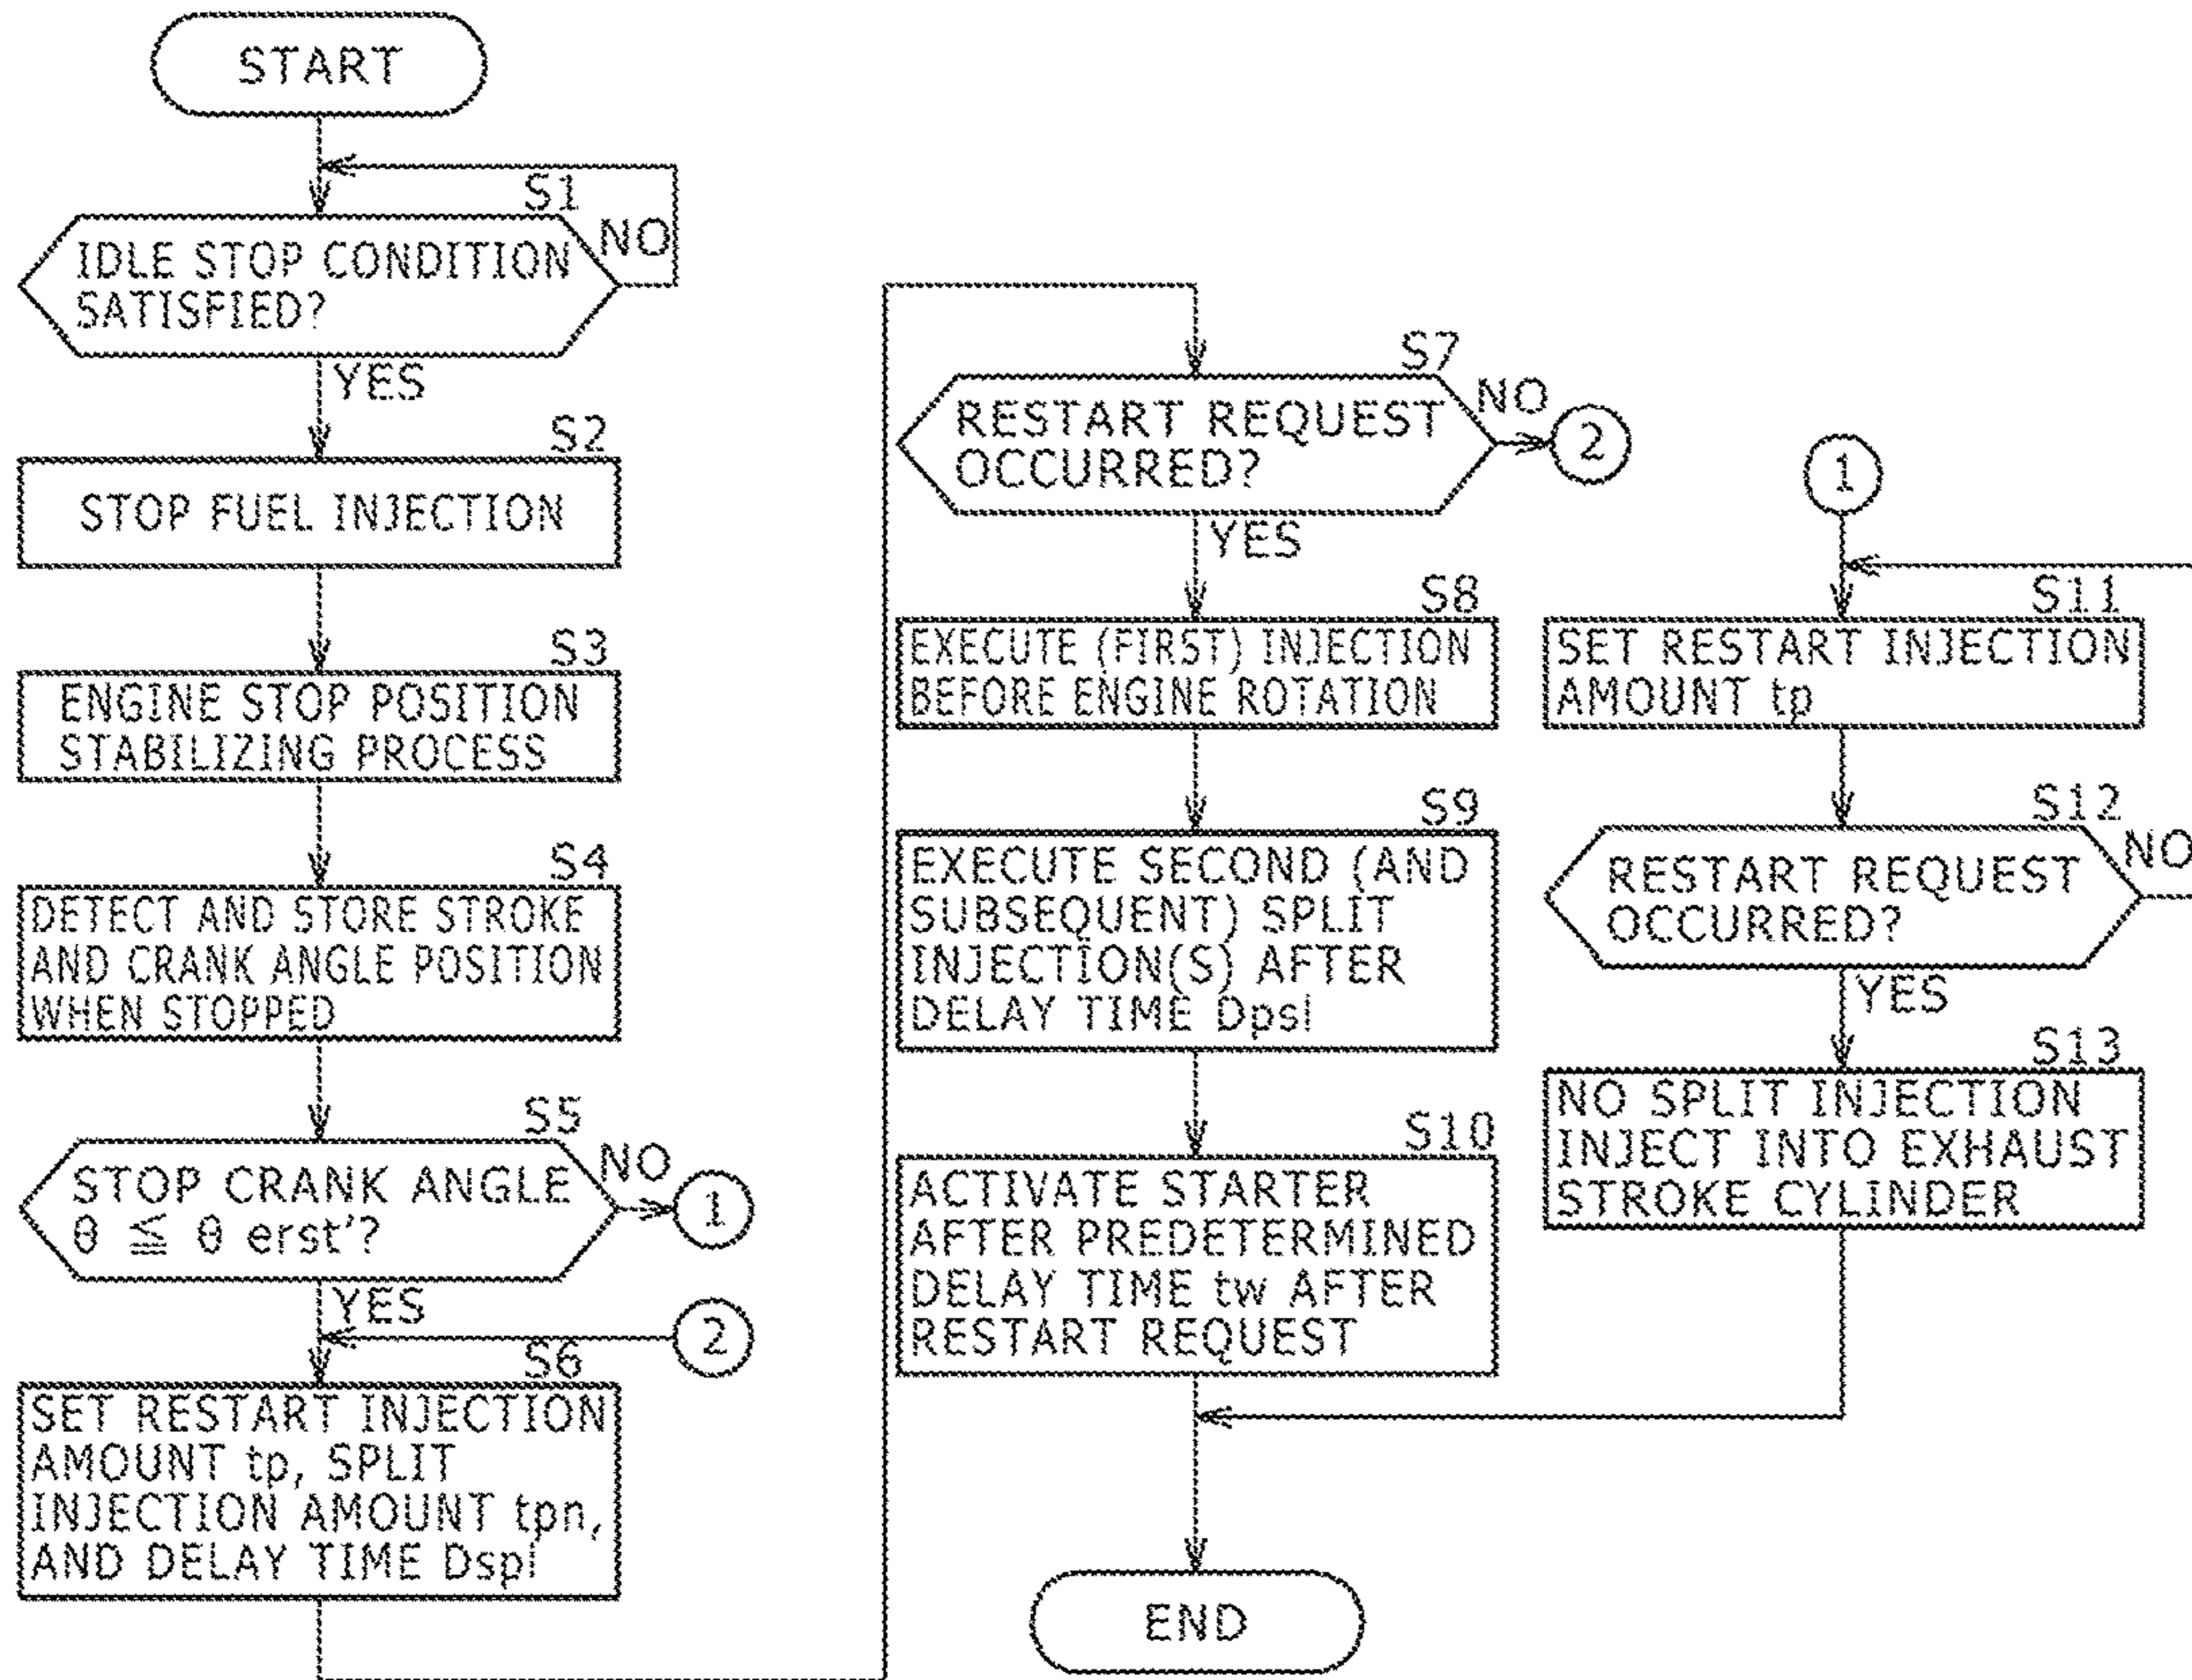 START
S1
IDLE STOP CONDITION
SATISFIED?
NO
YES
S2
STOP FUEL INJECTION
S3
ENGINE STOP POSITION
STABILIZING PROCESS
S4
DETECT AND STORE STROKE
AND CRANK ANGLE POSITION
WHEN STOPPED
S5
STOP CRANK ANGLE
θ ≦ θ erst'?
NO
1
YES
2
S6
SET RESTART INJECTION
AMOUNT tp, SPLIT
INJECTION AMOUNT tpn,
AND DELAY TIME Dspl
S7
RESTART REQUEST
OCCURRED?
NO
2
YES
S8
EXECUTE (FIRST) INJECTION
BEFORE ENGINE ROTATION
S9
EXECUTE SECOND (AND
SUBSEQUENT) SPLIT
INJECTION(S) AFTER
DELAY TIME Dpsl
S10
ACTIVATE STARTER
AFTER PREDETERMINED
DELAY TIME tw AFTER
RESTART REQUEST
END
1
S11
SET RESTART INJECTION
AMOUNT tp
S12
RESTART REQUEST
OCCURRED?
NO
YES
S13
NO SPLIT INJECTION
INJECT INTO EXHAUST
STROKE CYLINDER